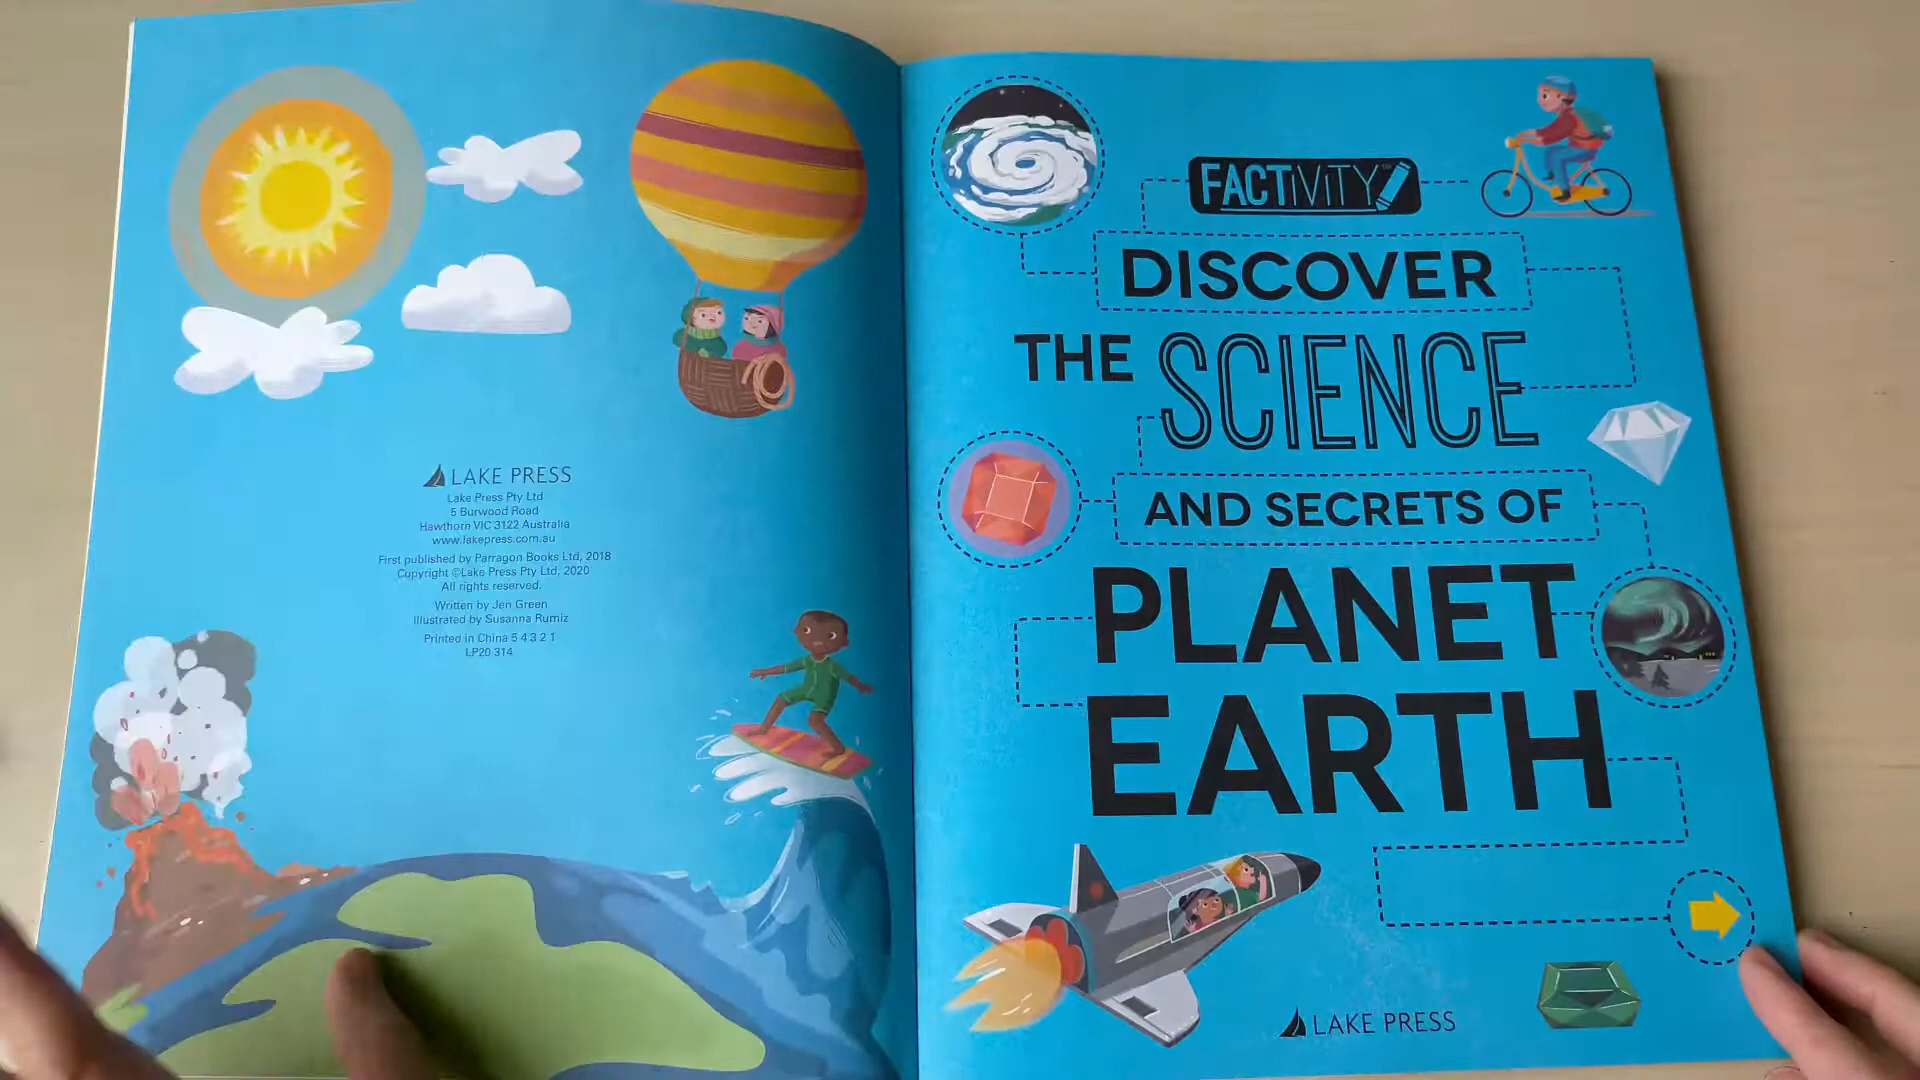 LAKE PRESS
Lake Press Pty Ltd
5 Burwood Road
Hawthorn VIC 3122 Australia
www.lakepress.com.au
First published by Parragon Books Ltd, 2018
Copyright ©Lake Press Pty Ltd, 2020
All rights reserved.
Written by Jen Green
Illustrated by Susanna Rumiz
Printed in China 5 4 3 2 1
LP20 314
FACTiViTY™
DISCOVER
THE SCIENCE
AND SECRETS OF
PLANET
EARTH
LAKE PRESS